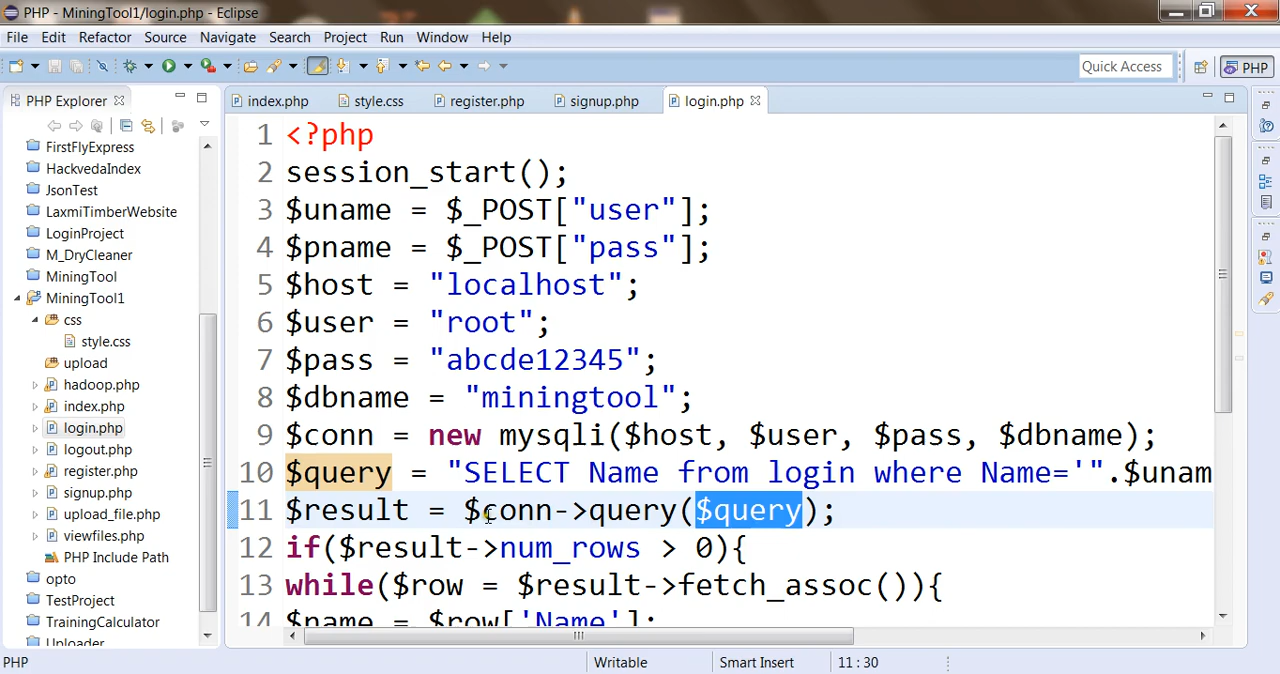 PHP - MiningTool1/login.php - Eclipse
File Edit Refactor Source Navigate Search Project Run Window Help
Quick Access PHP
PHP Explorer
FirstFlyExpress
HackvedaIndex
JsonTest
LaxmiTimberWebsite
LoginProject
M_DryCleaner
MiningTool
MiningTool1
css
style.css
upload
hadoop.php
index.php
login.php
logout.php
register.php
signup.php
upload_file.php
viewfiles.php
PHP Include Path
opto
TestProject
TrainingCalculator
Uploader
index.php style.css register.php signup.php login.php
1 <?php
2 session_start();
3 $uname = $_POST["user"];
4 $pname = $_POST["pass"];
5 $host = "localhost";
6 $user = "root";
7 $pass = "abcde12345";
8 $dbname = "miningtool";
9 $conn = new mysqli($host, $user, $pass, $dbname);
10 $query = "SELECT Name from login where Name='".$unam
11 $result = $conn->query($query);
12 if($result->num_rows > 0){
13 while($row = $result->fetch_assoc()){
14 $name = $row['Name'];
PHP Writable Smart Insert 11 : 30